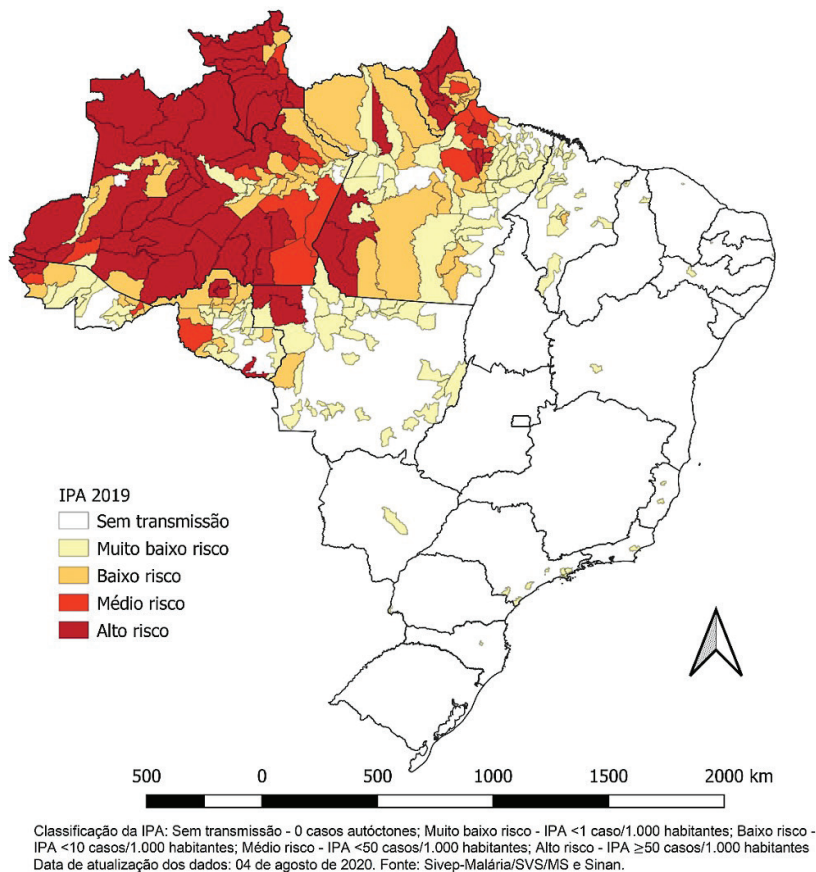 IPA 2019
Sem transmissão
Muito baixo risco
Baixo risco
Médio risco
Alto risco
500 0 500 1000 1500 2000 km
Classificação da IPA: Sem transmissão - 0 casos autóctones; Muito baixo risco - IPA <1 caso/1.000 habitantes; Baixo risco -
IPA <10 casos/1.000 habitantes; Médio risco - IPA <50 casos/1.000 habitantes; Alto risco - IPA ≥50 casos/1.000 habitantes
Data de atualização dos dados: 04 de agosto de 2020. Fonte: Sivep-Malária/SVS/MS e Sinan.